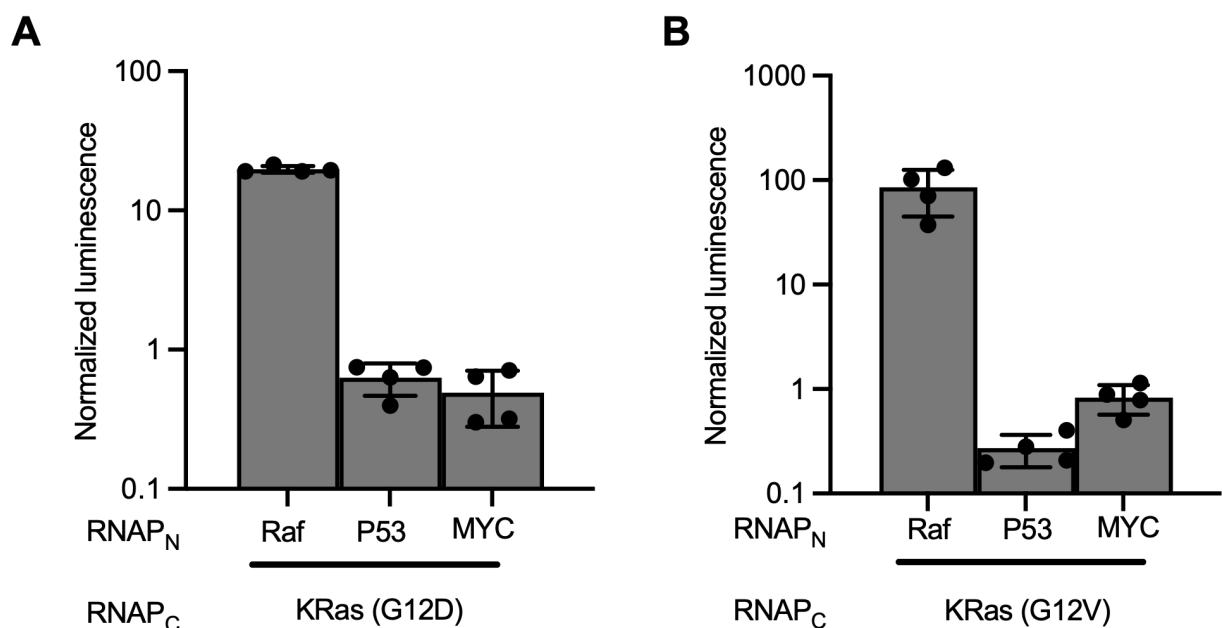 A
Normalized luminescence
100
10
1
0.1
RNAP_N Raf P53 MYC
RNAP_C KRas (G12D)
B
Normalized luminescence
1000
100
10
1
0.1
RNAP_N Raf P53 MYC
RNAP_C KRas (G12V)